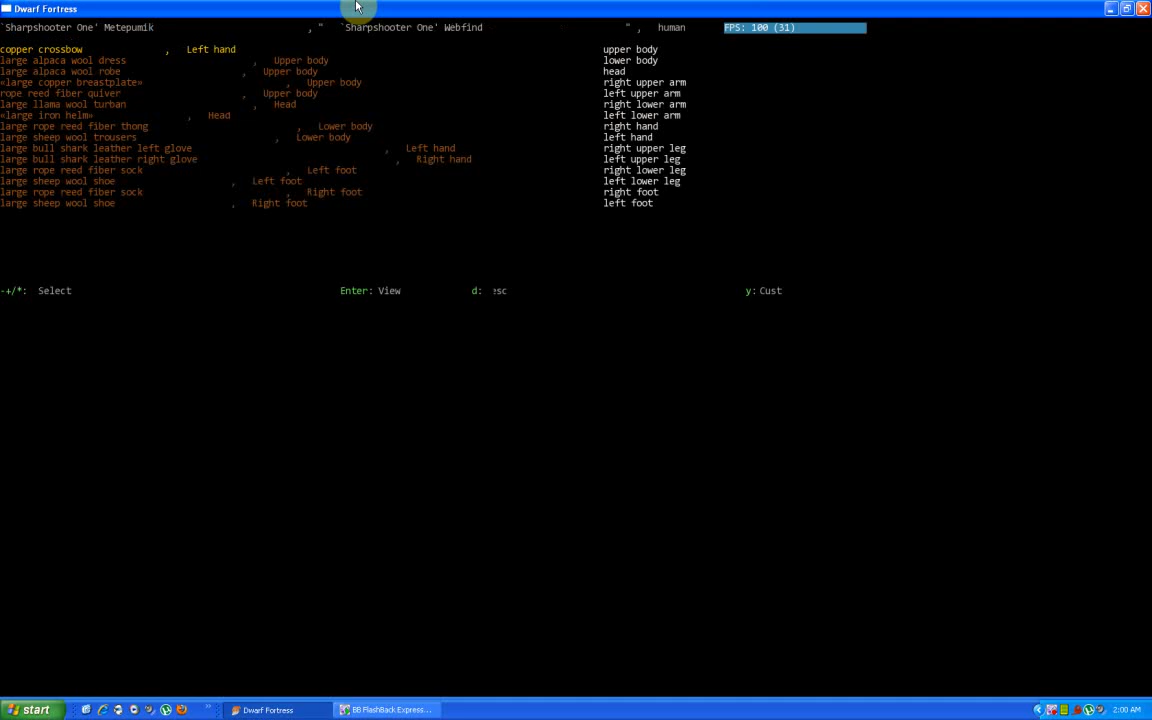 Dwarf Fortress
`Sharpshooter One' Metepumik , " `Sharpshooter One' Webfind " , human FPS: 100 (31)
copper crossbow , Left hand upper body
large alpaca wool dress , Upper body lower body
large alpaca wool robe , Upper body head
«large copper breastplate» , Upper body right upper arm
rope reed fiber quiver , Upper body left upper arm
large llama wool turban , Head right lower arm
«large iron helm» , Head left lower arm
large rope reed fiber thong , Lower body right hand
large sheep wool trousers , Lower body left hand
large bull shark leather left glove , Left hand right upper leg
large bull shark leather right glove , Right hand left upper leg
large rope reed fiber sock , Left foot right lower leg
large sheep wool shoe , Left foot left lower leg
large rope reed fiber sock , Right foot right foot
large sheep wool shoe , Right foot left foot
-+/*: Select Enter: View d: esc y: Cust
start Dwarf Fortress BB FlashBack Express... 2:00 AM